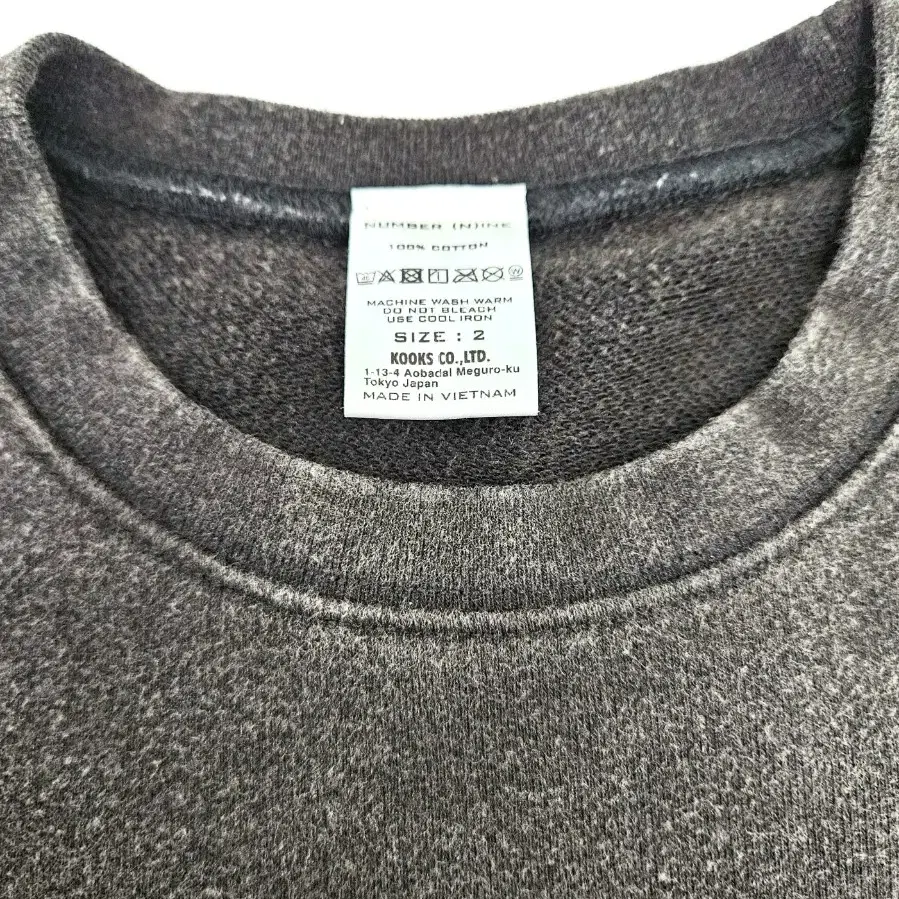 NUMBER (N)INE
100% COTTON
MACHINE WASH WARM
DO NOT BLEACH
USE COOL IRON
SIZE : 2
KOOKS CO.,LTD.
1-13-4 Aobadai Meguro-ku
Tokyo Japan
MADE IN VIETNAM